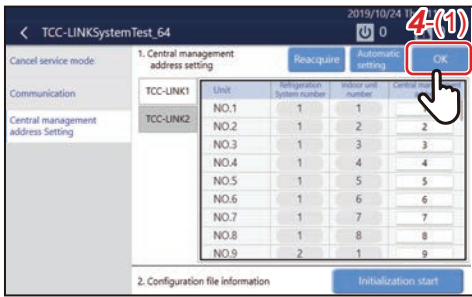 2019/10/24 Th
4-(1)
TCC-LINKSystemTest_64
0
Cancel service mode
Communication
Central management
address Setting
1. Central management
address setting
Reacquire
Automatic
setting
OK
TCC-LINK1
TCC-LINK2
Unit
Refrigeration
System number
Indoor unit
number
Central
NO.1 1 1
NO.2 1 2 2
NO.3 1 3 3
NO.4 1 4 4
NO.5 1 5 5
NO.6 1 6 6
NO.7 1 7 7
NO.8 1 8 8
NO.9 2 1 9
2. Configuration file information
Initialization start